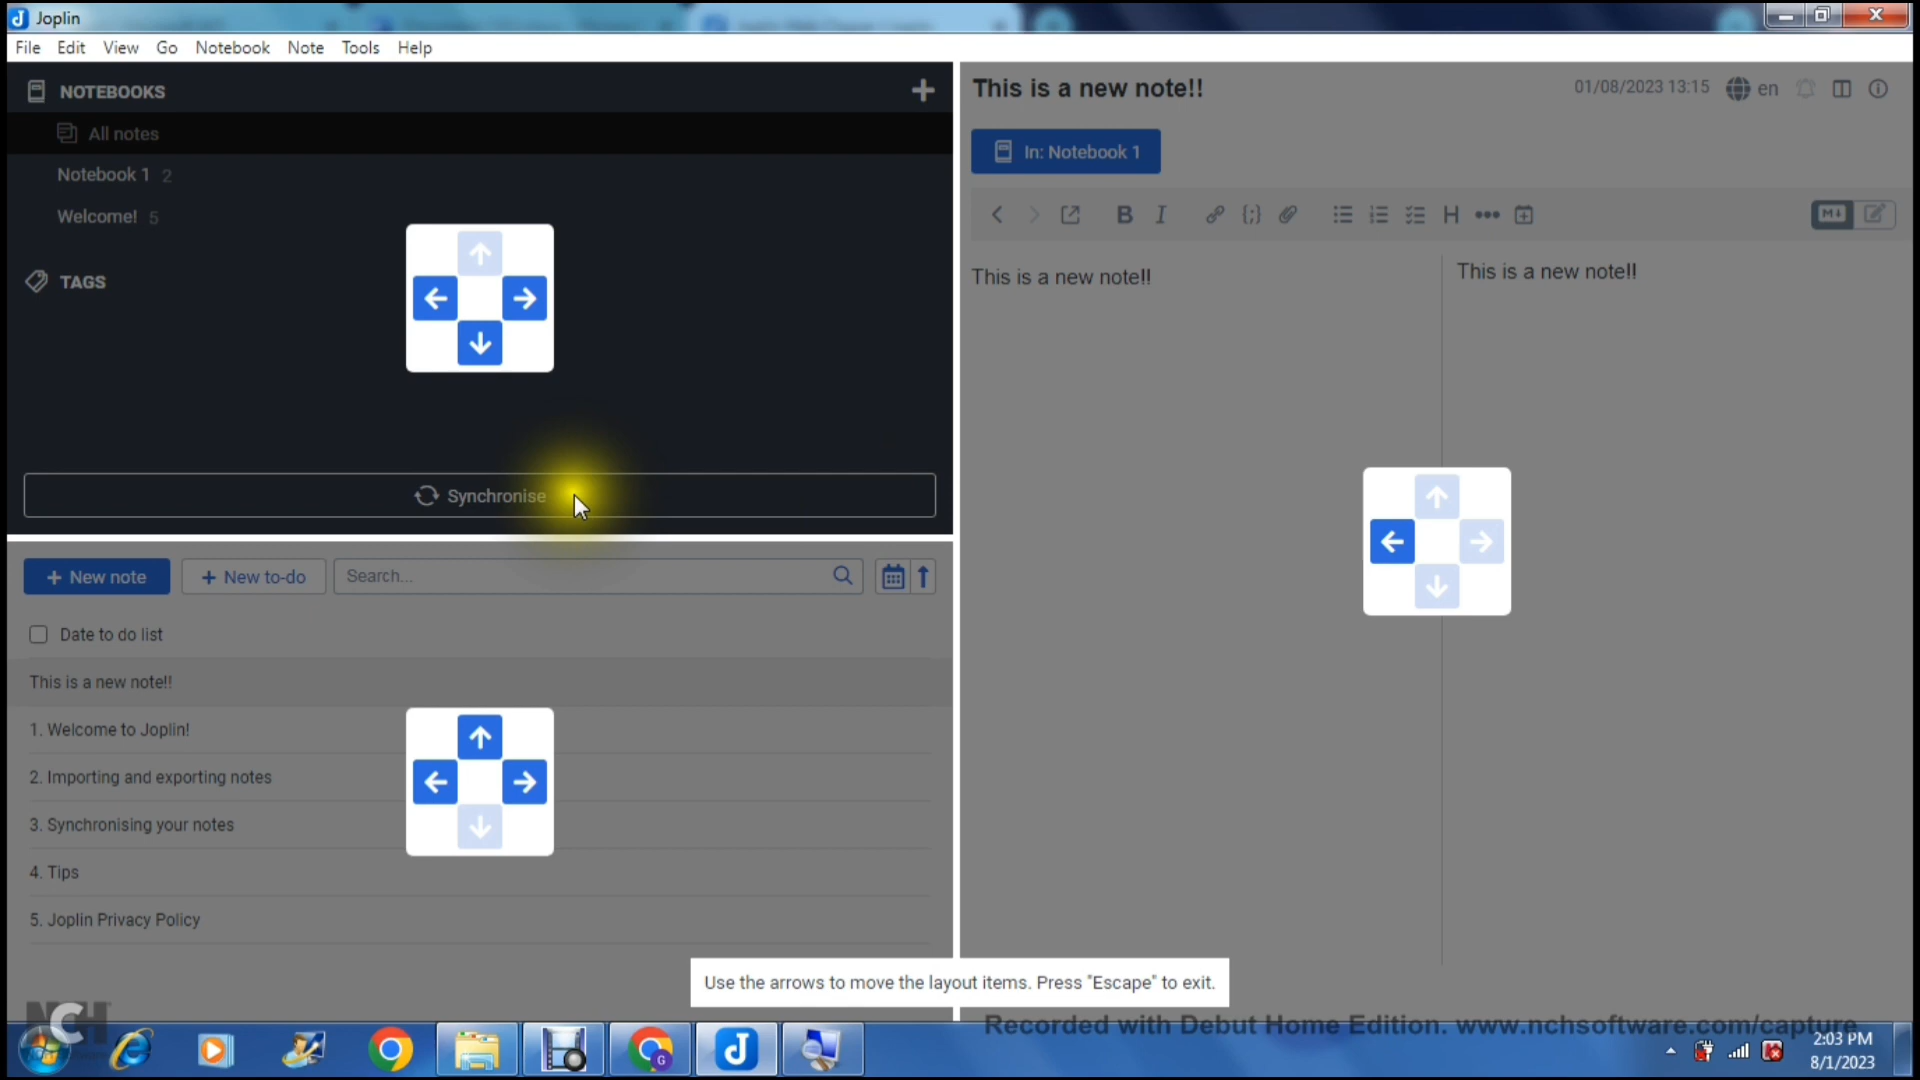 Joplin
File Edit View Go Notebook Note Tools Help
NOTEBOOKS
All notes
Notebook 1 2
Welcome! 5
TAGS
Synchronise
New note
New to-do
Search...
Date to do list
This is a new note!!
1. Welcome to Joplin!
2. Importing and exporting notes
3. Synchronising your notes
4. Tips
5. Joplin Privacy Policy
This is a new note!!
01/08/2023 13:15
en
In: Notebook 1
B I {;} H M↓
This is a new note!!
This is a new note!!
Use the arrows to move the layout items. Press "Escape" to exit.
NCH
Recorded with Debut Home Edition. www.nchsoftware.com/capture
G
2:03 PM
8/1/2023